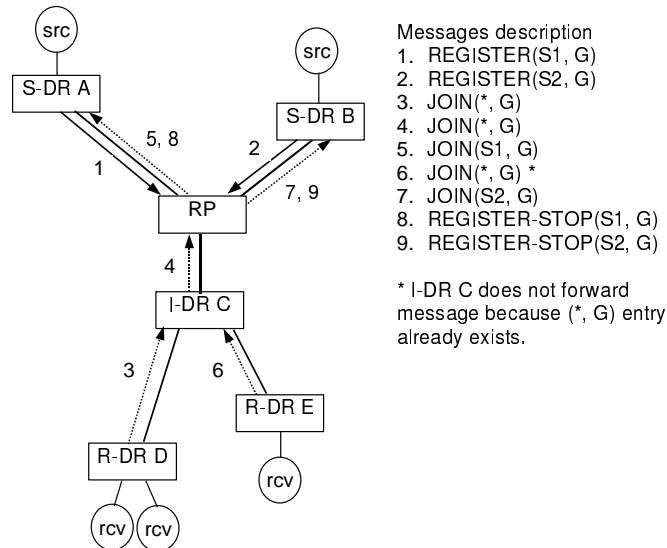 src
S-DR A
src
S-DR B
5, 8
1
2
7, 9
RP
4
I-DR C
3
6
R-DR E
R-DR D
rcv
rcv
rcv
Messages description
1. REGISTER(S1, G)
2. REGISTER(S2, G)
3. JOIN(*, G)
4. JOIN(*, G)
5. JOIN(S1, G)
6. JOIN(*, G) *
7. JOIN(S2, G)
8. REGISTER-STOP(S1, G)
9. REGISTER-STOP(S2, G)
* I-DR C does not forward
message because (*, G) entry
already exists.